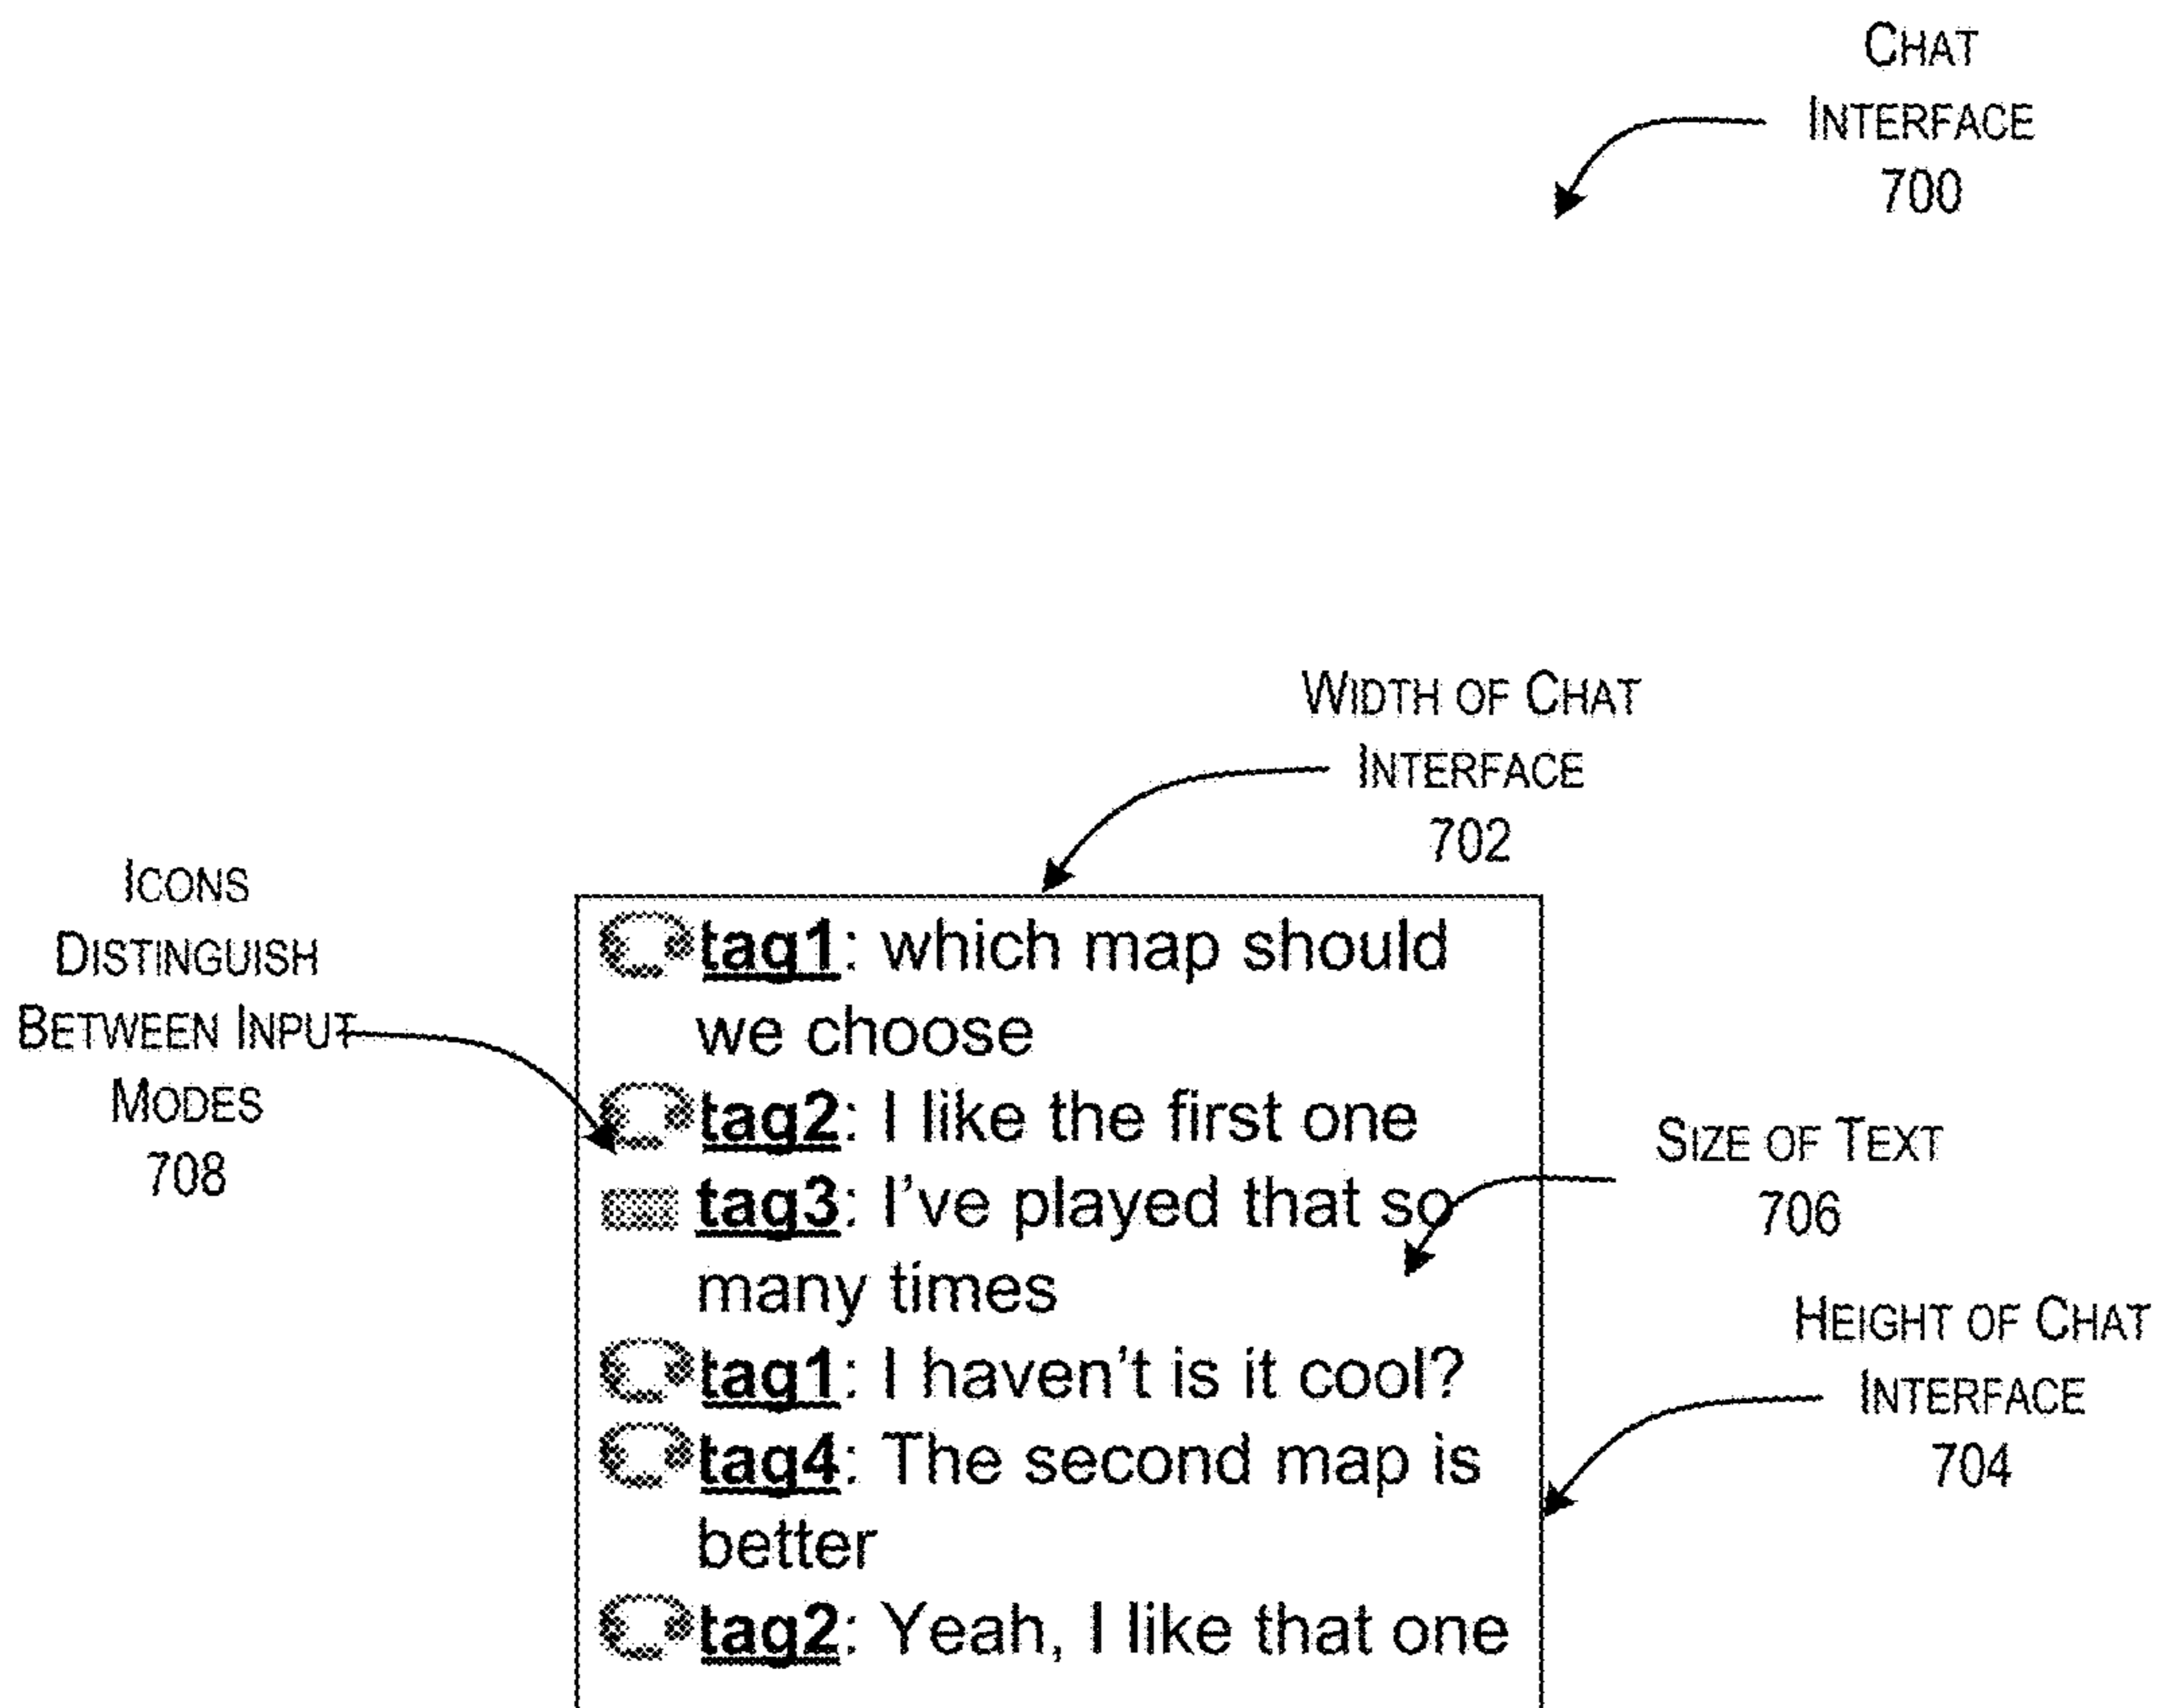 CHAT
INTERFACE
700
WIDTH OF CHAT
INTERFACE
702
ICONS
DISTINGUISH
BETWEEN INPUT
MODES
708
tag1: which map should
we choose
tag2: I like the first one
tag3: I've played that so
many times
tag1: I haven't is it cool?
tag4: The second map is
better
tag2: Yeah, I like that one
SIZE OF TEXT
706
HEIGHT OF CHAT
INTERFACE
704